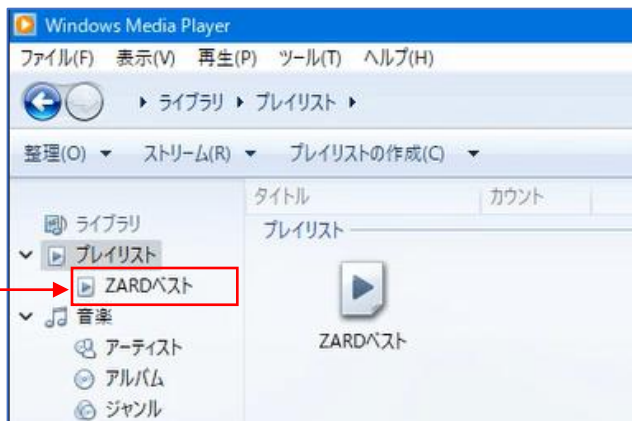 Windows Media Player
ファイル(F) 表示(V) 再生(P) ツール(T) ヘルプ(H)
ライブラリ プレイリスト
整理(O) ストリーム(R) プレイリストの作成(C)
タイトル カウント
ライブラリ
プレイリスト
プレイリスト
ZARDベスト
ZARDベスト
音楽
アーティスト
アルバム
ジャンル